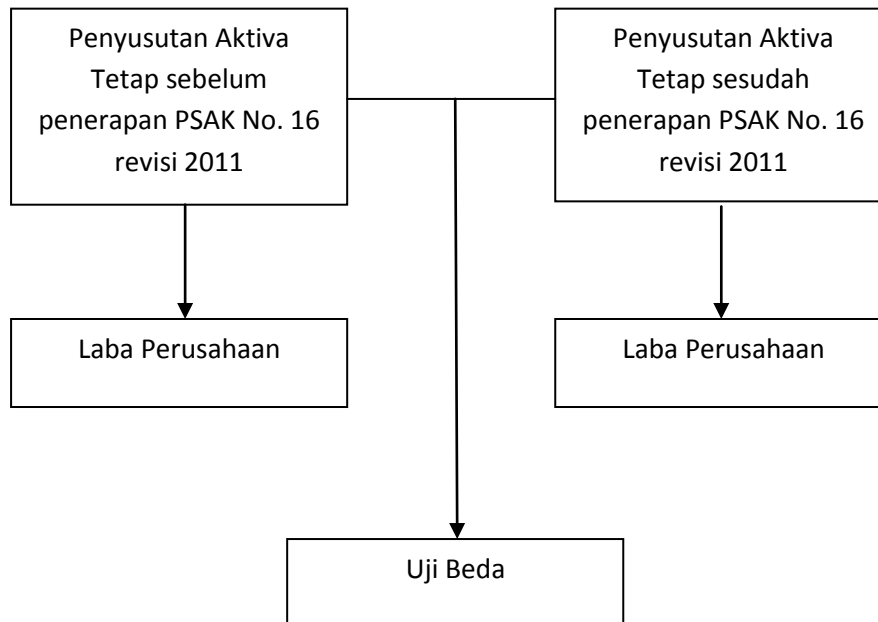 Penyusutan Aktiva
Tetap sebelum
penerapan PSAK No. 16
revisi 2011
Penyusutan Aktiva
Tetap sesudah
penerapan PSAK No. 16
revisi 2011
Laba Perusahaan
Laba Perusahaan
Uji Beda